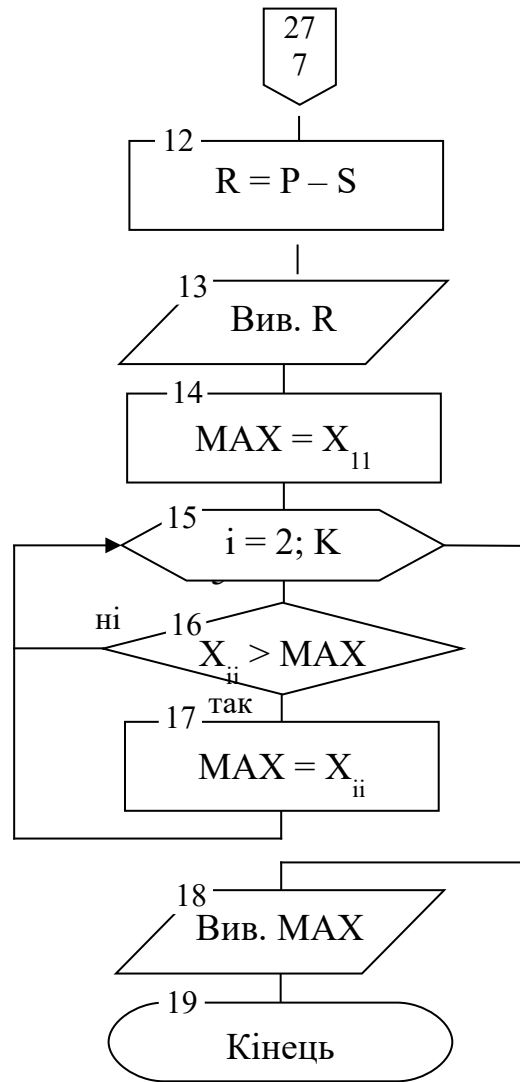 27
7
12
R = P – S
13
Вив. R
14
MAX = X₁₁
15
i = 2; K
ні
16
Xᵢᵢ > MAX
так
17
MAX = Xᵢᵢ
18
Вив. MAX
19
Кінець